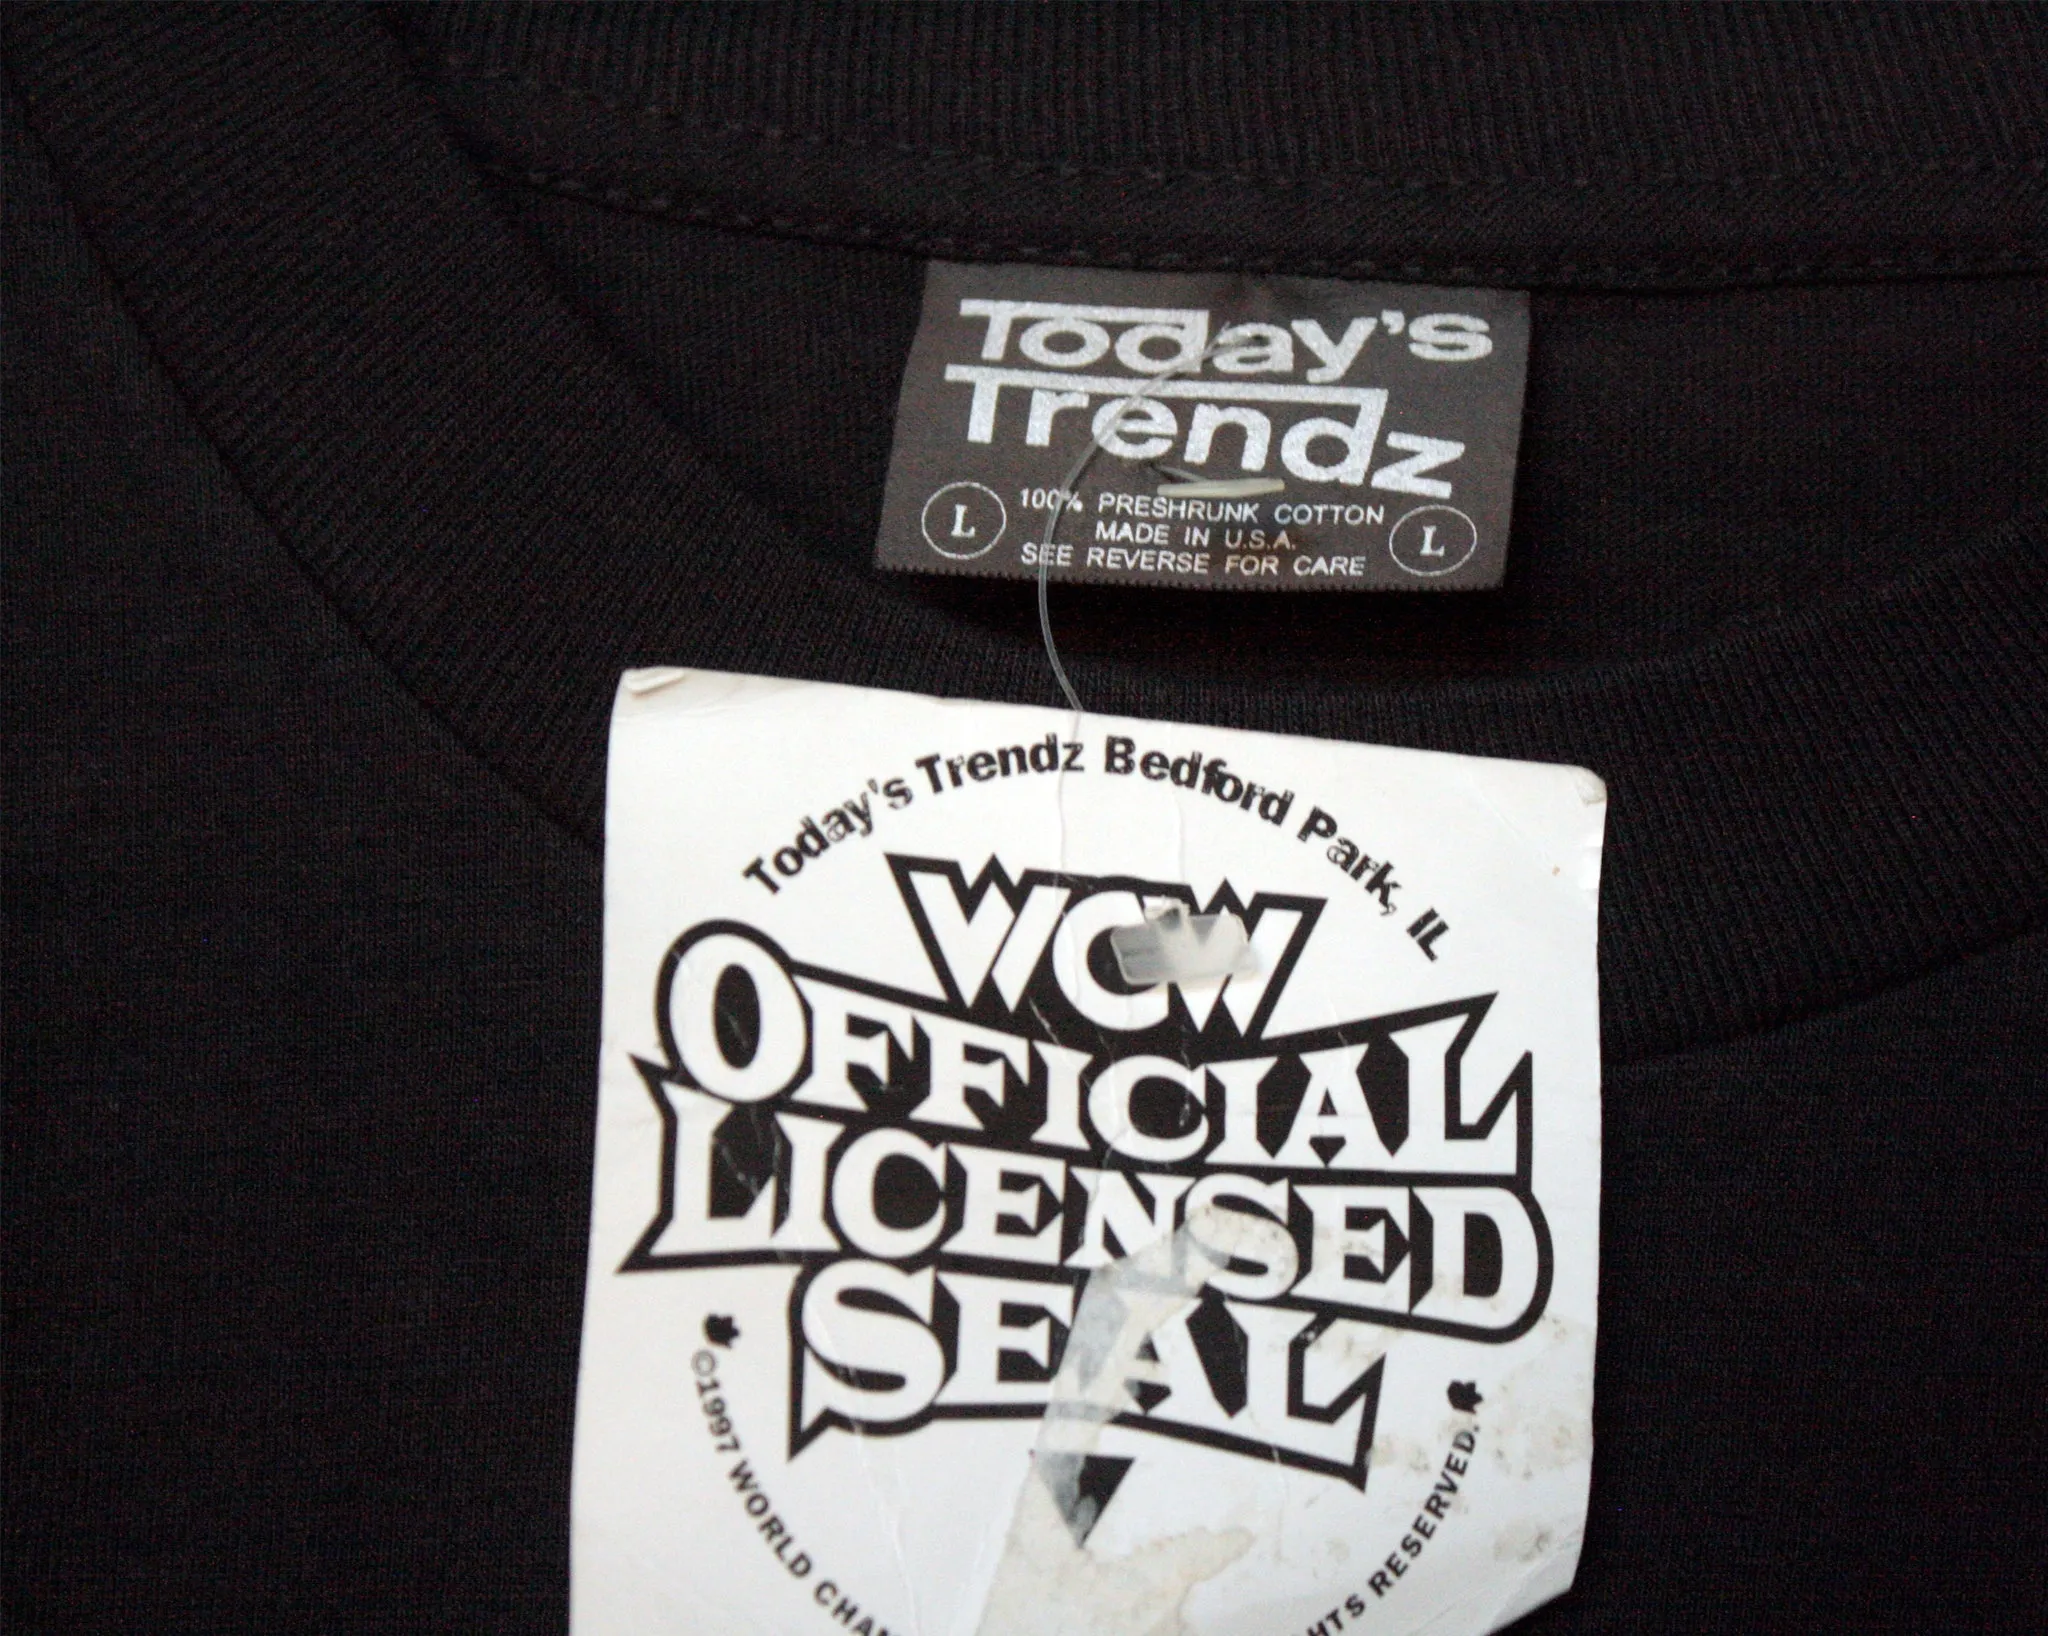 Today's
Trendz
L
100% PRESHRUNK COTTON
MADE IN U.S.A.
SEE REVERSE FOR CARE
L
Today's Trendz Bedford Park, IL
WCW
OFFICIAL
LICENSED
SEAL
©1997 WORLD
RESERVED.